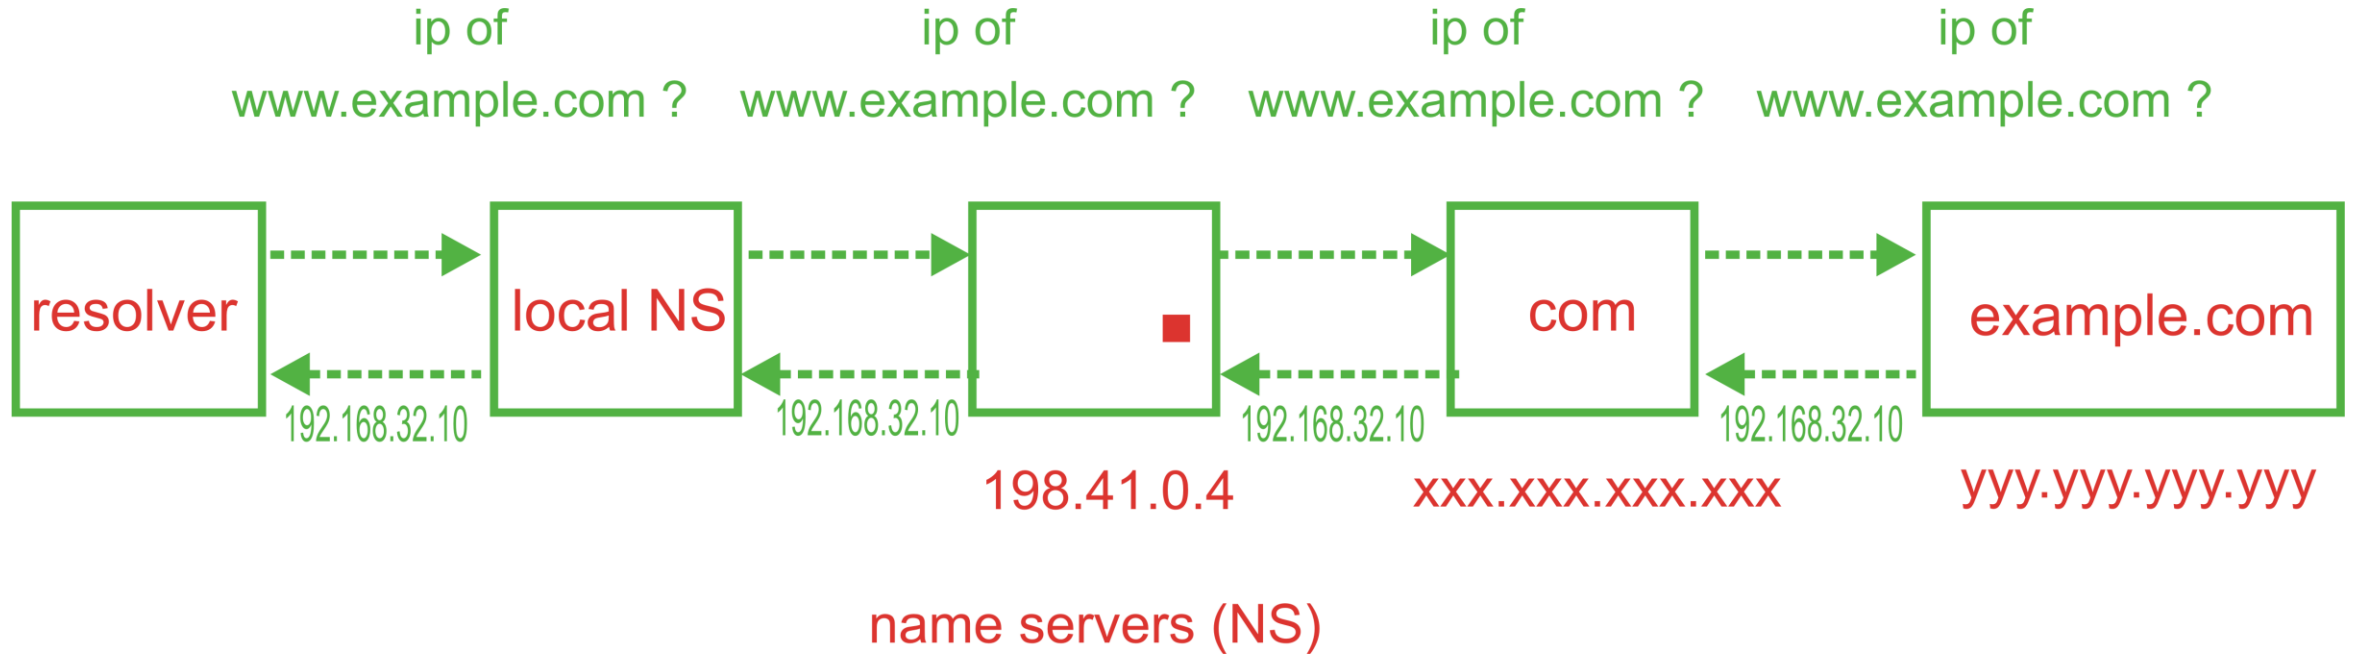 ip of
www.example.com ?
ip of
www.example.com ?
ip of
www.example.com ?
ip of
www.example.com ?
resolver
local NS
.
com
example.com
192.168.32.10
192.168.32.10
192.168.32.10
192.168.32.10
198.41.0.4
xxx.xxx.xxx.xxx
yyy.yyy.yyy.yyy
name servers (NS)